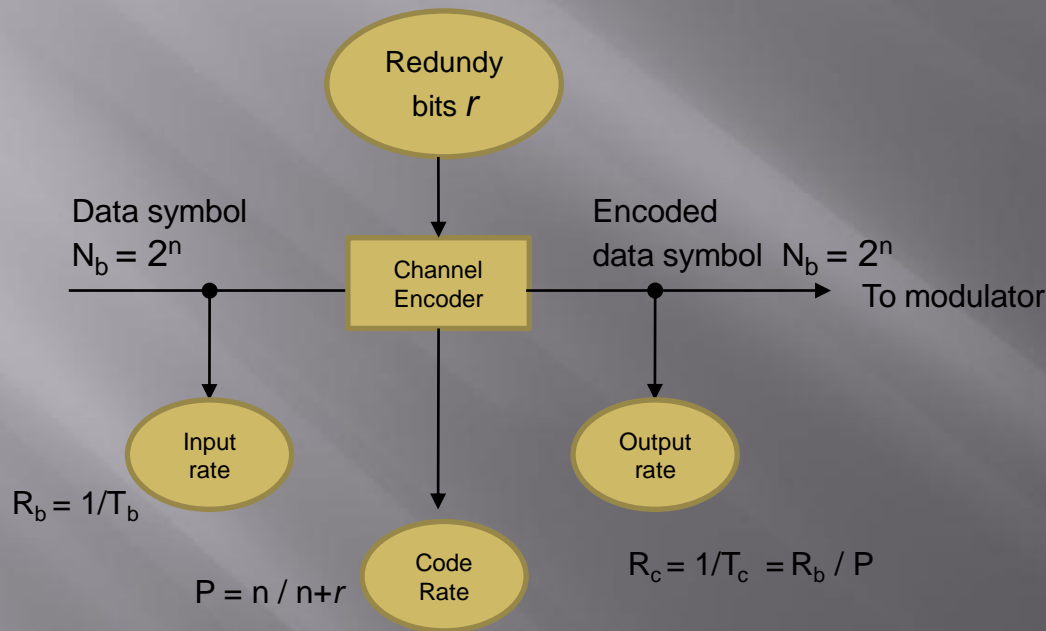 Redundy
bits r
Data symbol
N_b = 2^n
Encoded
data symbol N_b = 2^n
Channel
Encoder
To modulator
Input
rate
Output
rate
R_b = 1/T_b
Code
Rate
R_c = 1/T_c = R_b / P
P = n / n+r